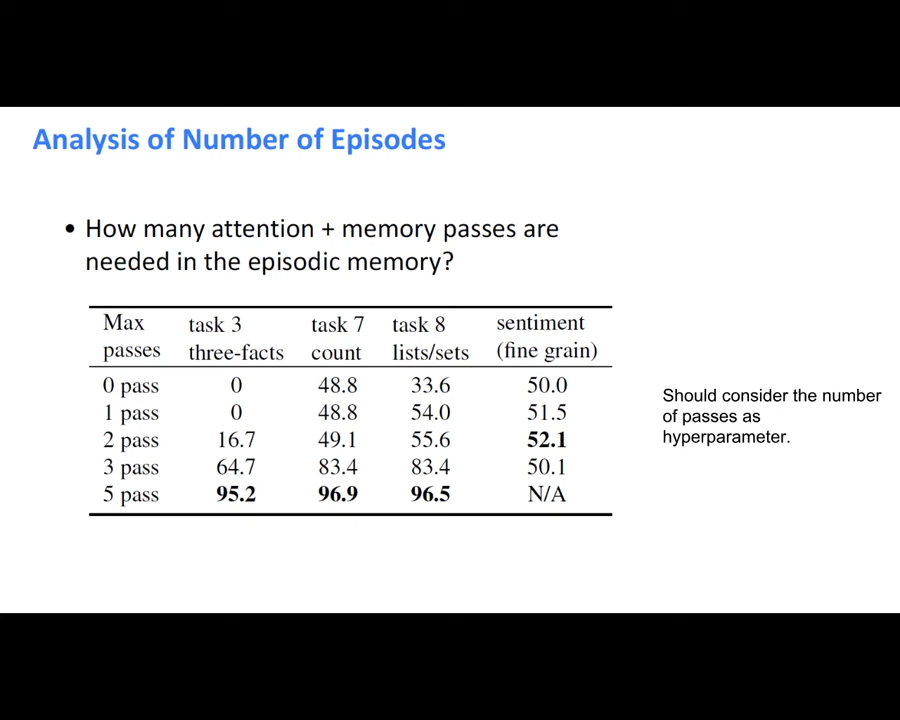 Analysis of Number of Episodes
• How many attention + memory passes are
needed in the episodic memory?
Max task 3 task 7 task 8 sentiment
passes three-facts count lists/sets (fine grain)
0 pass 0 48.8 33.6 50.0
1 pass 0 48.8 54.0 51.5
2 pass 16.7 49.1 55.6 52.1
3 pass 64.7 83.4 83.4 50.1
5 pass 95.2 96.9 96.5 N/A
Should consider the number
of passes as
hyperparameter.